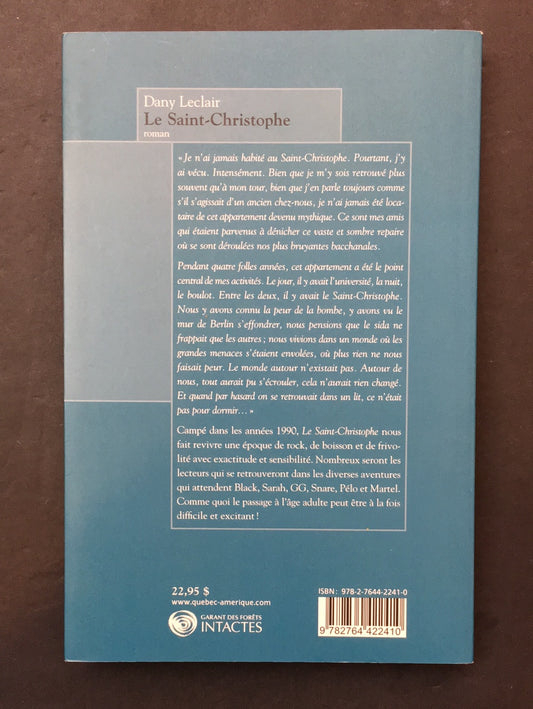 Dany Leclair
Le Saint-Christophe
roman
« Je n'ai jamais habité au Saint-Christophe. Pourtant, j'y
ai vécu. Intensément. Bien que je m'y sois retrouvé plus
souvent qu'à mon tour, bien que j'en parle toujours comme
s'il s'agissait d'un ancien chez-nous, je n'ai jamais été loca-
taire de cet appartement devenu mythique. Ce sont mes amis
qui étaient parvenus à dénicher ce vaste et sombre repaire
où se sont déroulées nos plus bruyantes bacchanales.
Pendant quatre folles années, cet appartement a été le point
central de mes activités. Le jour, il y avait l'université, la nuit,
le boulot. Entre les deux, il y avait le Saint-Christophe.
Nous y avons connu la peur de la bombe, y avons vu le
mur de Berlin s'effondrer, nous pensions que le sida ne
frappait que les autres ; nous vivions dans un monde où les
grandes menaces s'étaient envolées, où plus rien ne nous
faisait peur. Le monde autour n'existait pas. Autour de
nous, tout aurait pu s'écrouler, cela n'aurait rien changé.
Et quand par hasard on se retrouvait dans un lit, ce n'était
pas pour dormir... »
Campé dans les années 1990, Le Saint-Christophe nous
fait revivre une époque de rock, de boisson et de frivo-
lité avec exactitude et sensibilité. Nombreux seront les
lecteurs qui se retrouveront dans les diverses aventures
qui attendent Black, Sarah, GG, Snare, Pélo et Martel.
Comme quoi le passage à l'âge adulte peut être à la fois
difficile et excitant !
22,95 $
www.quebec-amerique.com
GARANT DES FORÊTS
INTACTES
ISBN : 978-2-7644-2241-0
9 782764 422410